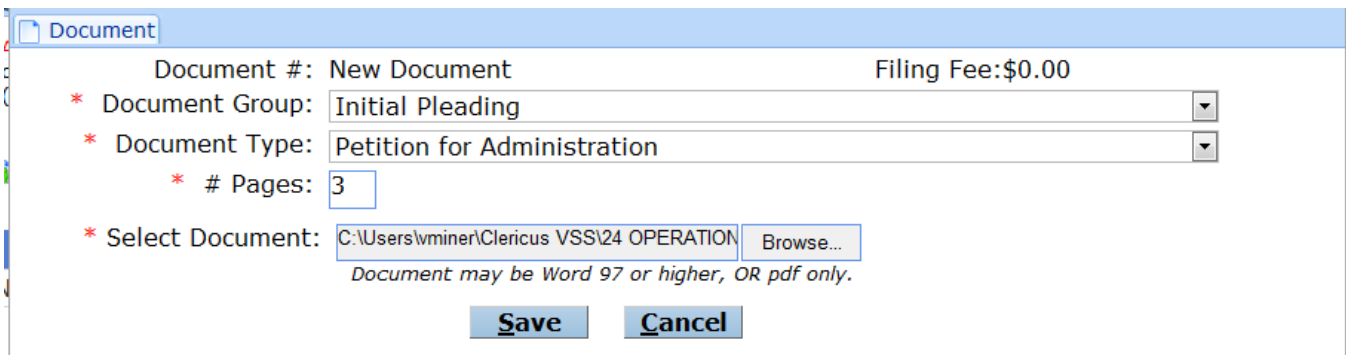 Document
Document #: New Document Filing Fee:$0.00
* Document Group: Initial Pleading
* Document Type: Petition for Administration
* # Pages: 3
* Select Document: C:\Users\vminer\Clericus VSS\24 OPERATION Browse...
Document may be Word 97 or higher, OR pdf only.
Save Cancel